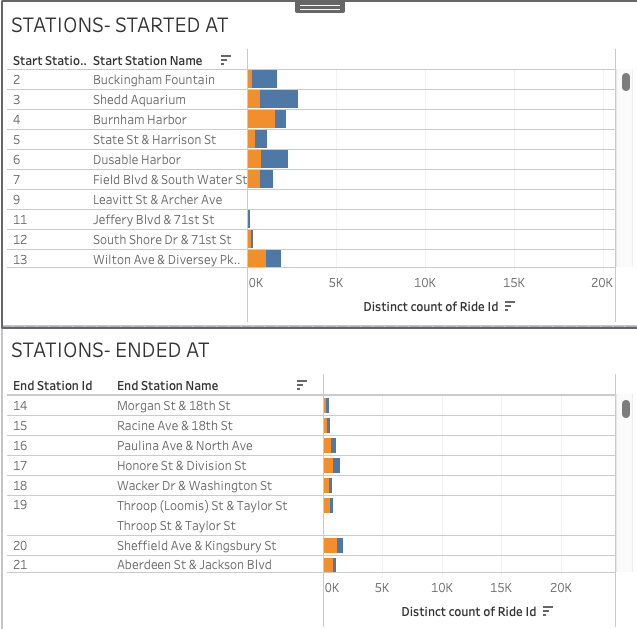 STATIONS- STARTED AT
Start Statio.. Start Station Name
2 Buckingham Fountain
3 Shedd Aquarium
4 Burnham Harbor
5 State St & Harrison St
6 Dusable Harbor
7 Field Blvd & South Water St
9 Leavitt St & Archer Ave
11 Jeffery Blvd & 71st St
12 South Shore Dr & 71st St
13 Wilton Ave & Diversey Pk..
0K 5K 10K 15K 20K
Distinct count of Ride Id
STATIONS- ENDED AT
End Station Id End Station Name
14 Morgan St & 18th St
15 Racine Ave & 18th St
16 Paulina Ave & North Ave
17 Honore St & Division St
18 Wacker Dr & Washington St
19 Throop (Loomis) St & Taylor St
Throop St & Taylor St
20 Sheffield Ave & Kingsbury St
21 Aberdeen St & Jackson Blvd
0K 5K 10K 15K 20K
Distinct count of Ride Id